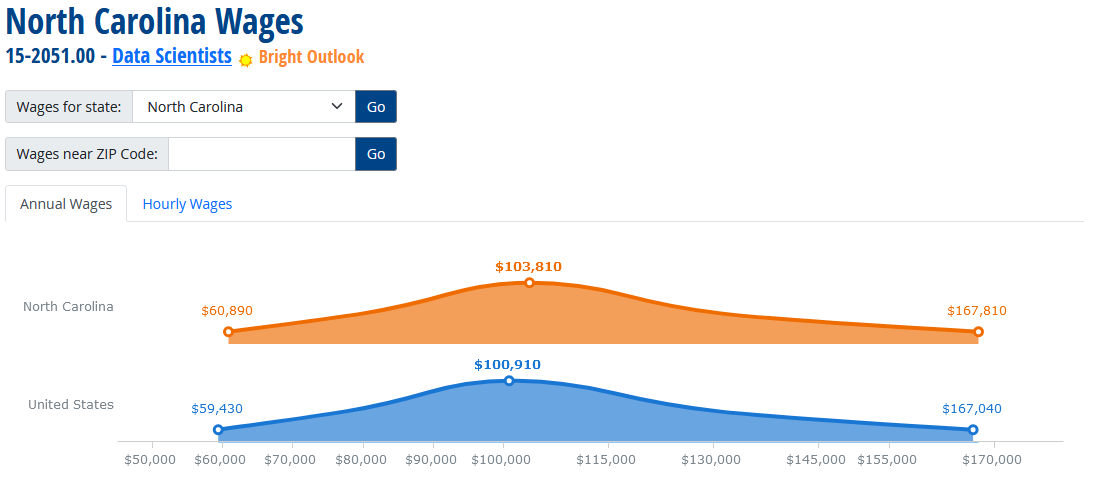 North Carolina Wages
15-2051.00 - Data Scientists Bright Outlook
Wages for state: North Carolina Go
Wages near ZIP Code: Go
Annual Wages Hourly Wages
$103,810
North Carolina $60,890 $167,810
$100,910
United States $59,430 $167,040
$50,000 $60,000 $70,000 $80,000 $90,000 $100,000 $115,000 $130,000 $145,000 $155,000 $170,000